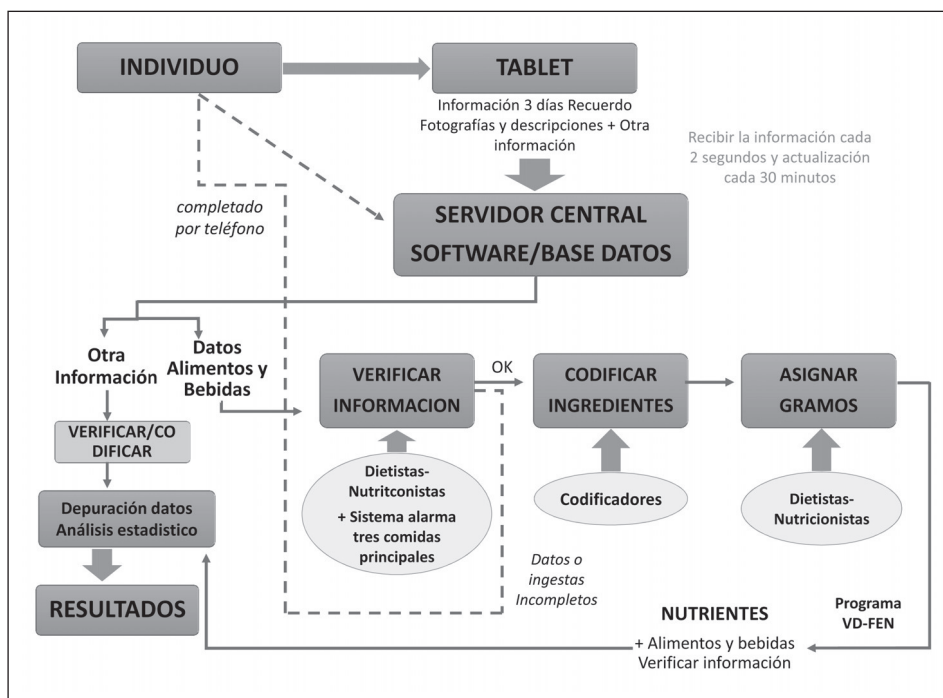 INDIVIDUO
TABLET
Información 3 días Recuerdo
Fotografías y descripciones + Otra
información
Recibir la información cada
2 segundos y actualización
cada 30 minutos
completado
por teléfono
SERVIDOR CENTRAL
SOFTWARE/BASE DATOS
Otra
Información
Datos
Alimentos y
Bebidas
VERIFICAR
INFORMACION
OK
CODIFICAR
INGREDIENTES
ASIGNAR
GRAMOS
VERIFICAR/CO
DIFICAR
Dietistas-
Nutritconistas
+ Sistema alarma
tres comidas
principales
Codificadores
Dietistas-
Nutricionistas
Depuración datos
Análisis estadistico
Datos o
ingestas
Incompletos
RESULTADOS
NUTRIENTES
+ Alimentos y bebidas
Verificar información
Programa
VD-FEN